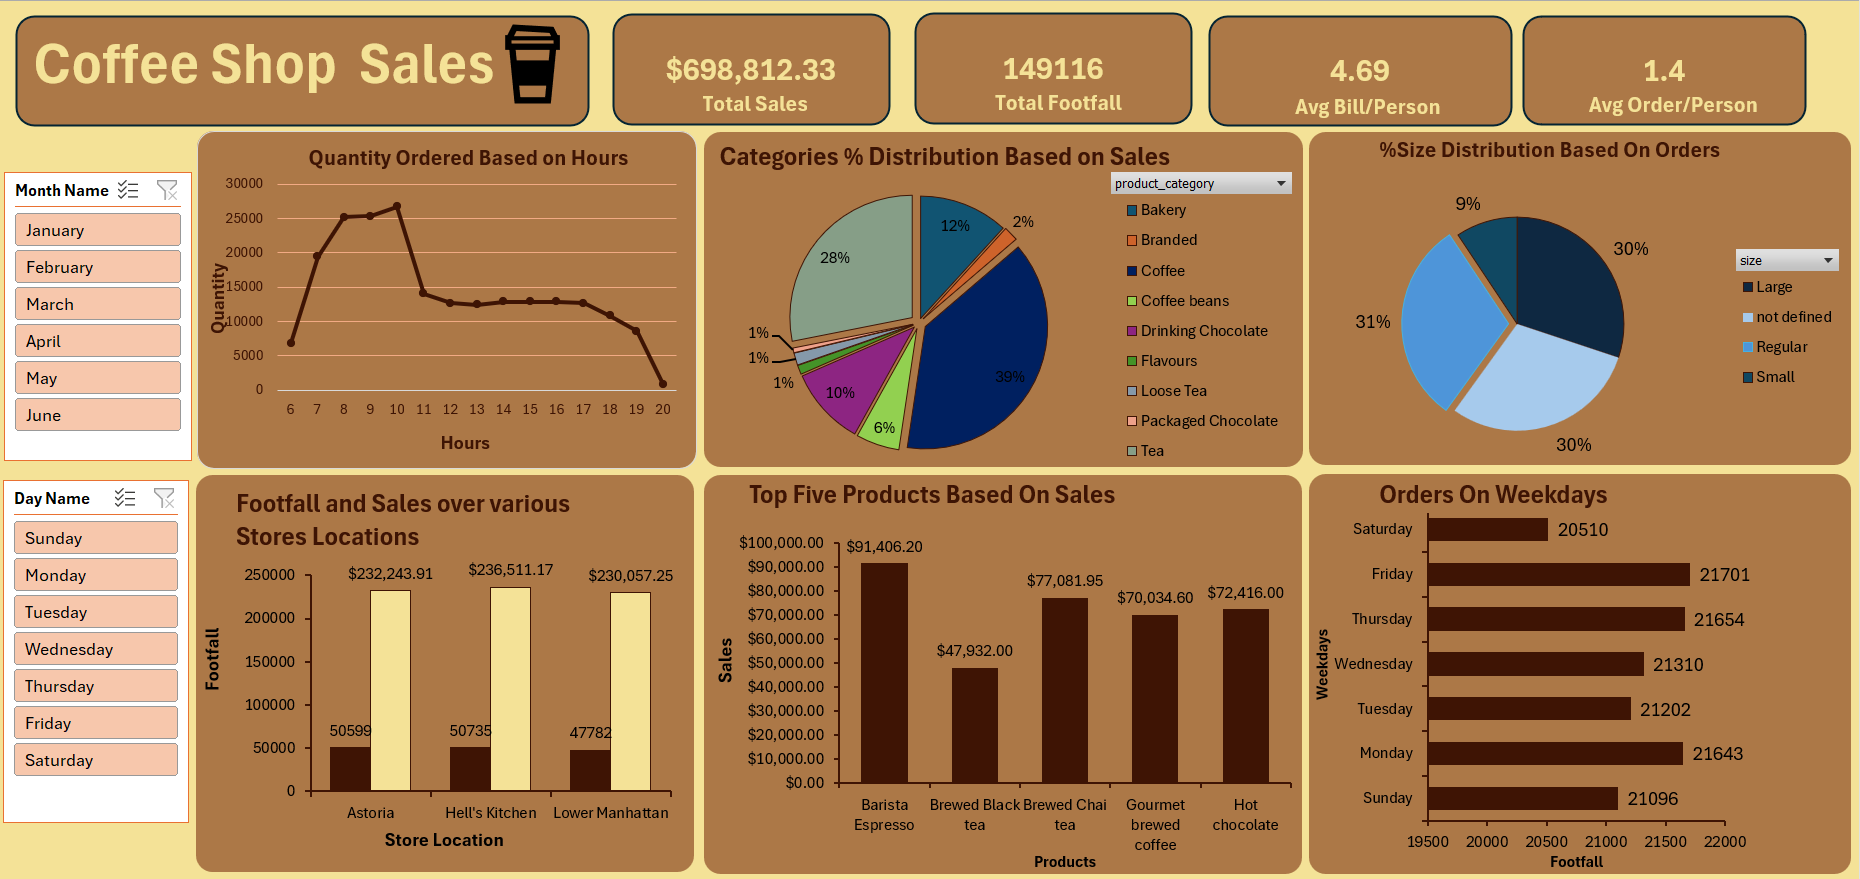 Coffee Shop  Sales
$698,812.33
Total Sales
149116
Total Footfall
4.69
Avg Bill/Person
1.4
Avg Order/Person
Month Name
January
February
March
April
May
June
Day Name
Sunday
Monday
Tuesday
Wednesday
Thursday
Friday
Saturday
Quantity Ordered Based on Hours
Quantity
30000
25000
20000
15000
10000
5000
0
6 7 8 9 10 11 12 13 14 15 16 17 18 19 20
Hours
Categories % Distribution Based on Sales
product_category
12%
2%
39%
6%
10%
1%
1%
1%
28%
Bakery
Branded
Coffee
Coffee beans
Drinking Chocolate
Flavours
Loose Tea
Packaged Chocolate
Tea
%Size Distribution Based On Orders
9%
30%
31%
30%
size
Large
not defined
Regular
Small
Footfall and Sales over various
Stores Locations
Footfall
250000
200000
150000
100000
50000
0
$232,243.91
$236,511.17
$230,057.25
50599
50735
47782
Astoria
Hell's Kitchen
Lower Manhattan
Store Location
Top Five Products Based On Sales
Sales
$100,000.00
$90,000.00
$80,000.00
$70,000.00
$60,000.00
$50,000.00
$40,000.00
$30,000.00
$20,000.00
$10,000.00
$0.00
$91,406.20
$47,932.00
$77,081.95
$70,034.60
$72,416.00
Barista
Espresso
Brewed Black
tea
Brewed Chai
tea
Gourmet
brewed
coffee
Hot
chocolate
Products
Orders On Weekdays
Weekdays
Saturday 20510
Friday 21701
Thursday 21654
Wednesday 21310
Tuesday 21202
Monday 21643
Sunday 21096
19500 20000 20500 21000 21500 22000
Footfall